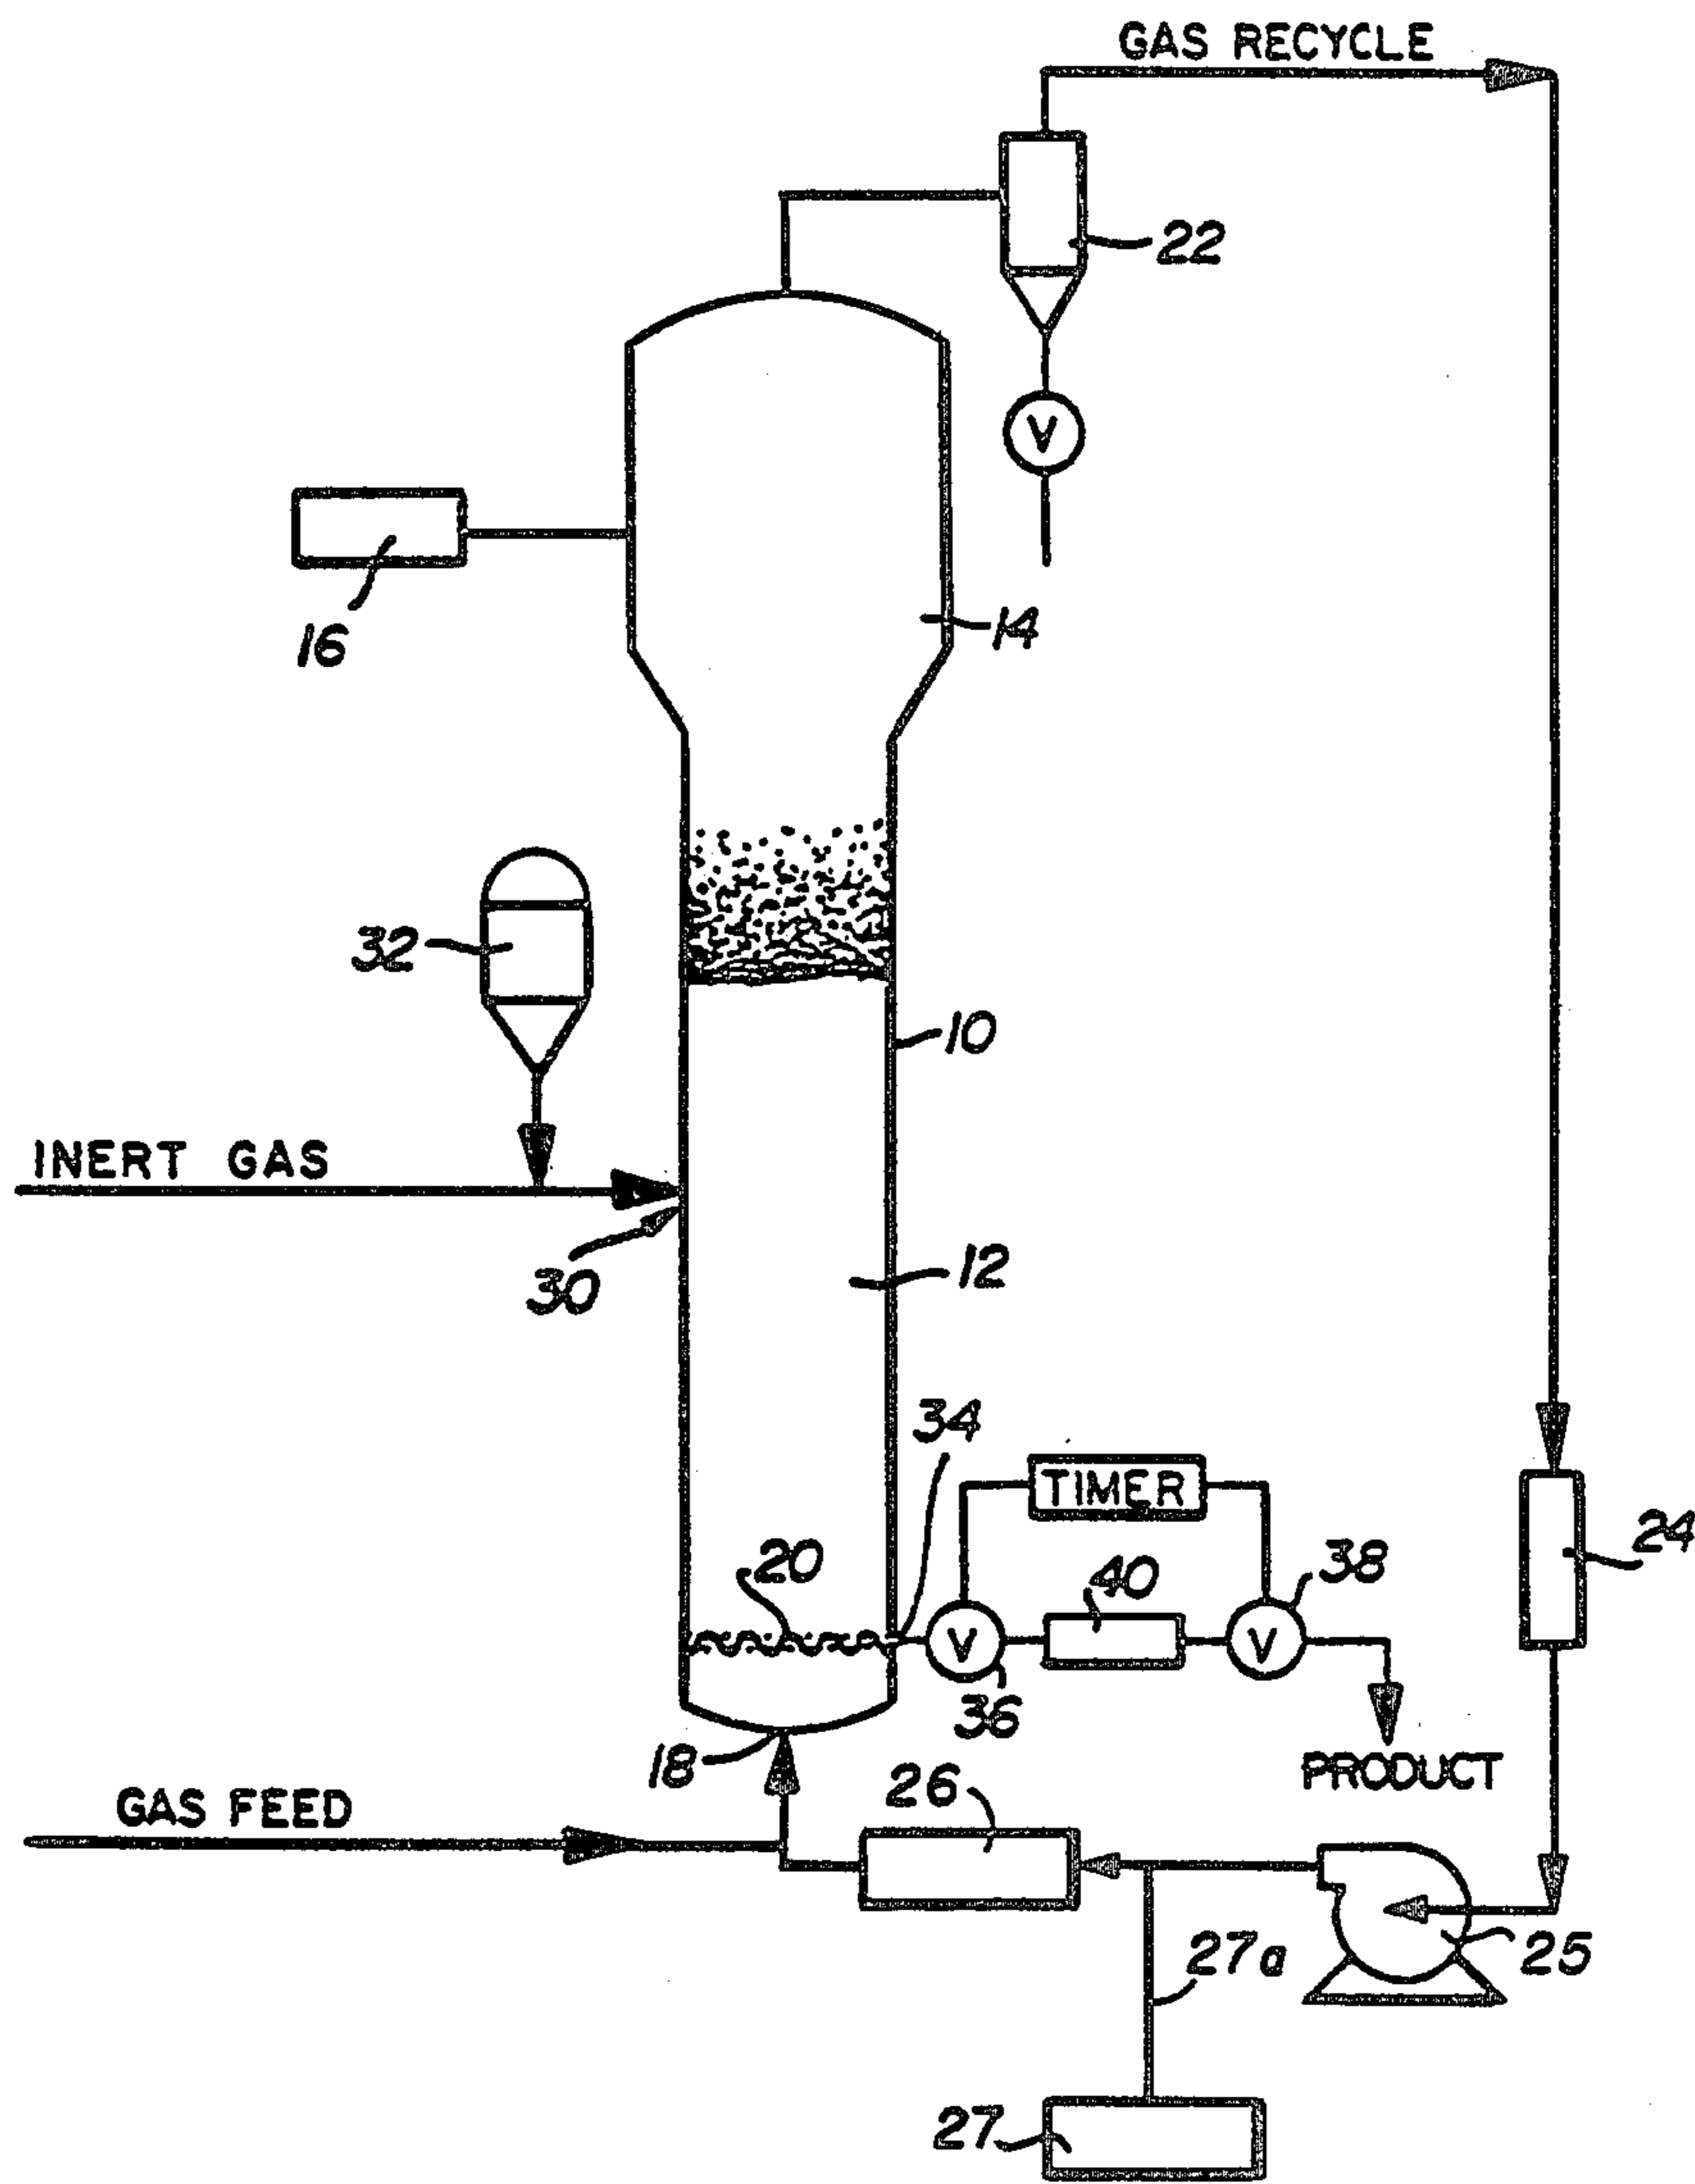 GAS RECYCLE
22
V
16
14
32
10
INERT GAS
30
12
34
TIMER
24
20
40
38
V
V
36
18
PRODUCT
26
GAS FEED
27a
25
27